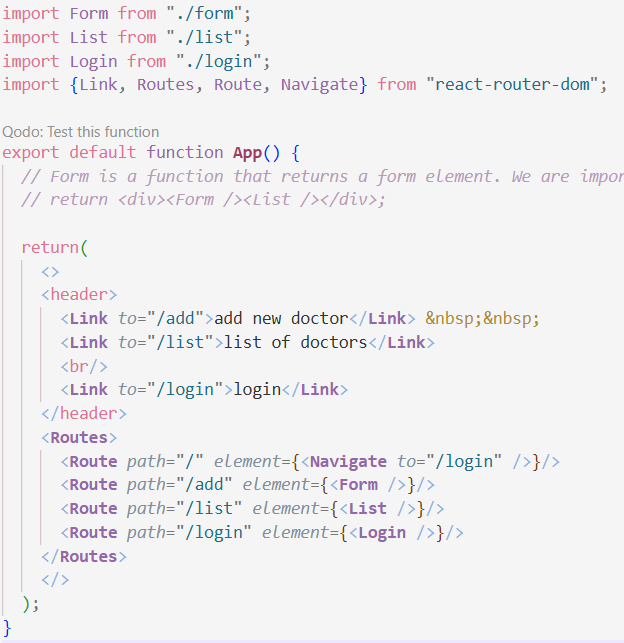 import Form from "./form";
import List from "./list";
import Login from "./login";
import {Link, Routes, Route, Navigate} from "react-router-dom";
Qodo: Test this function
export default function App() {
// Form is a function that returns a form element. We are
// return <div><Form /><List /></div>;
return(
<>
<header>
<Link to="/add">add new doctor</Link> &nbsp;&nbsp;
<Link to="/list">list of doctors</Link>
<br/>
<Link to="/login">login</Link>
</header>
<Routes>
<Route path="/" element={<Navigate to="/login" />}/>
<Route path="/add" element={<Form />}/>
<Route path="/list" element={<List />}/>
<Route path="/login" element={<Login />}/>
</Routes>
</>
);
}